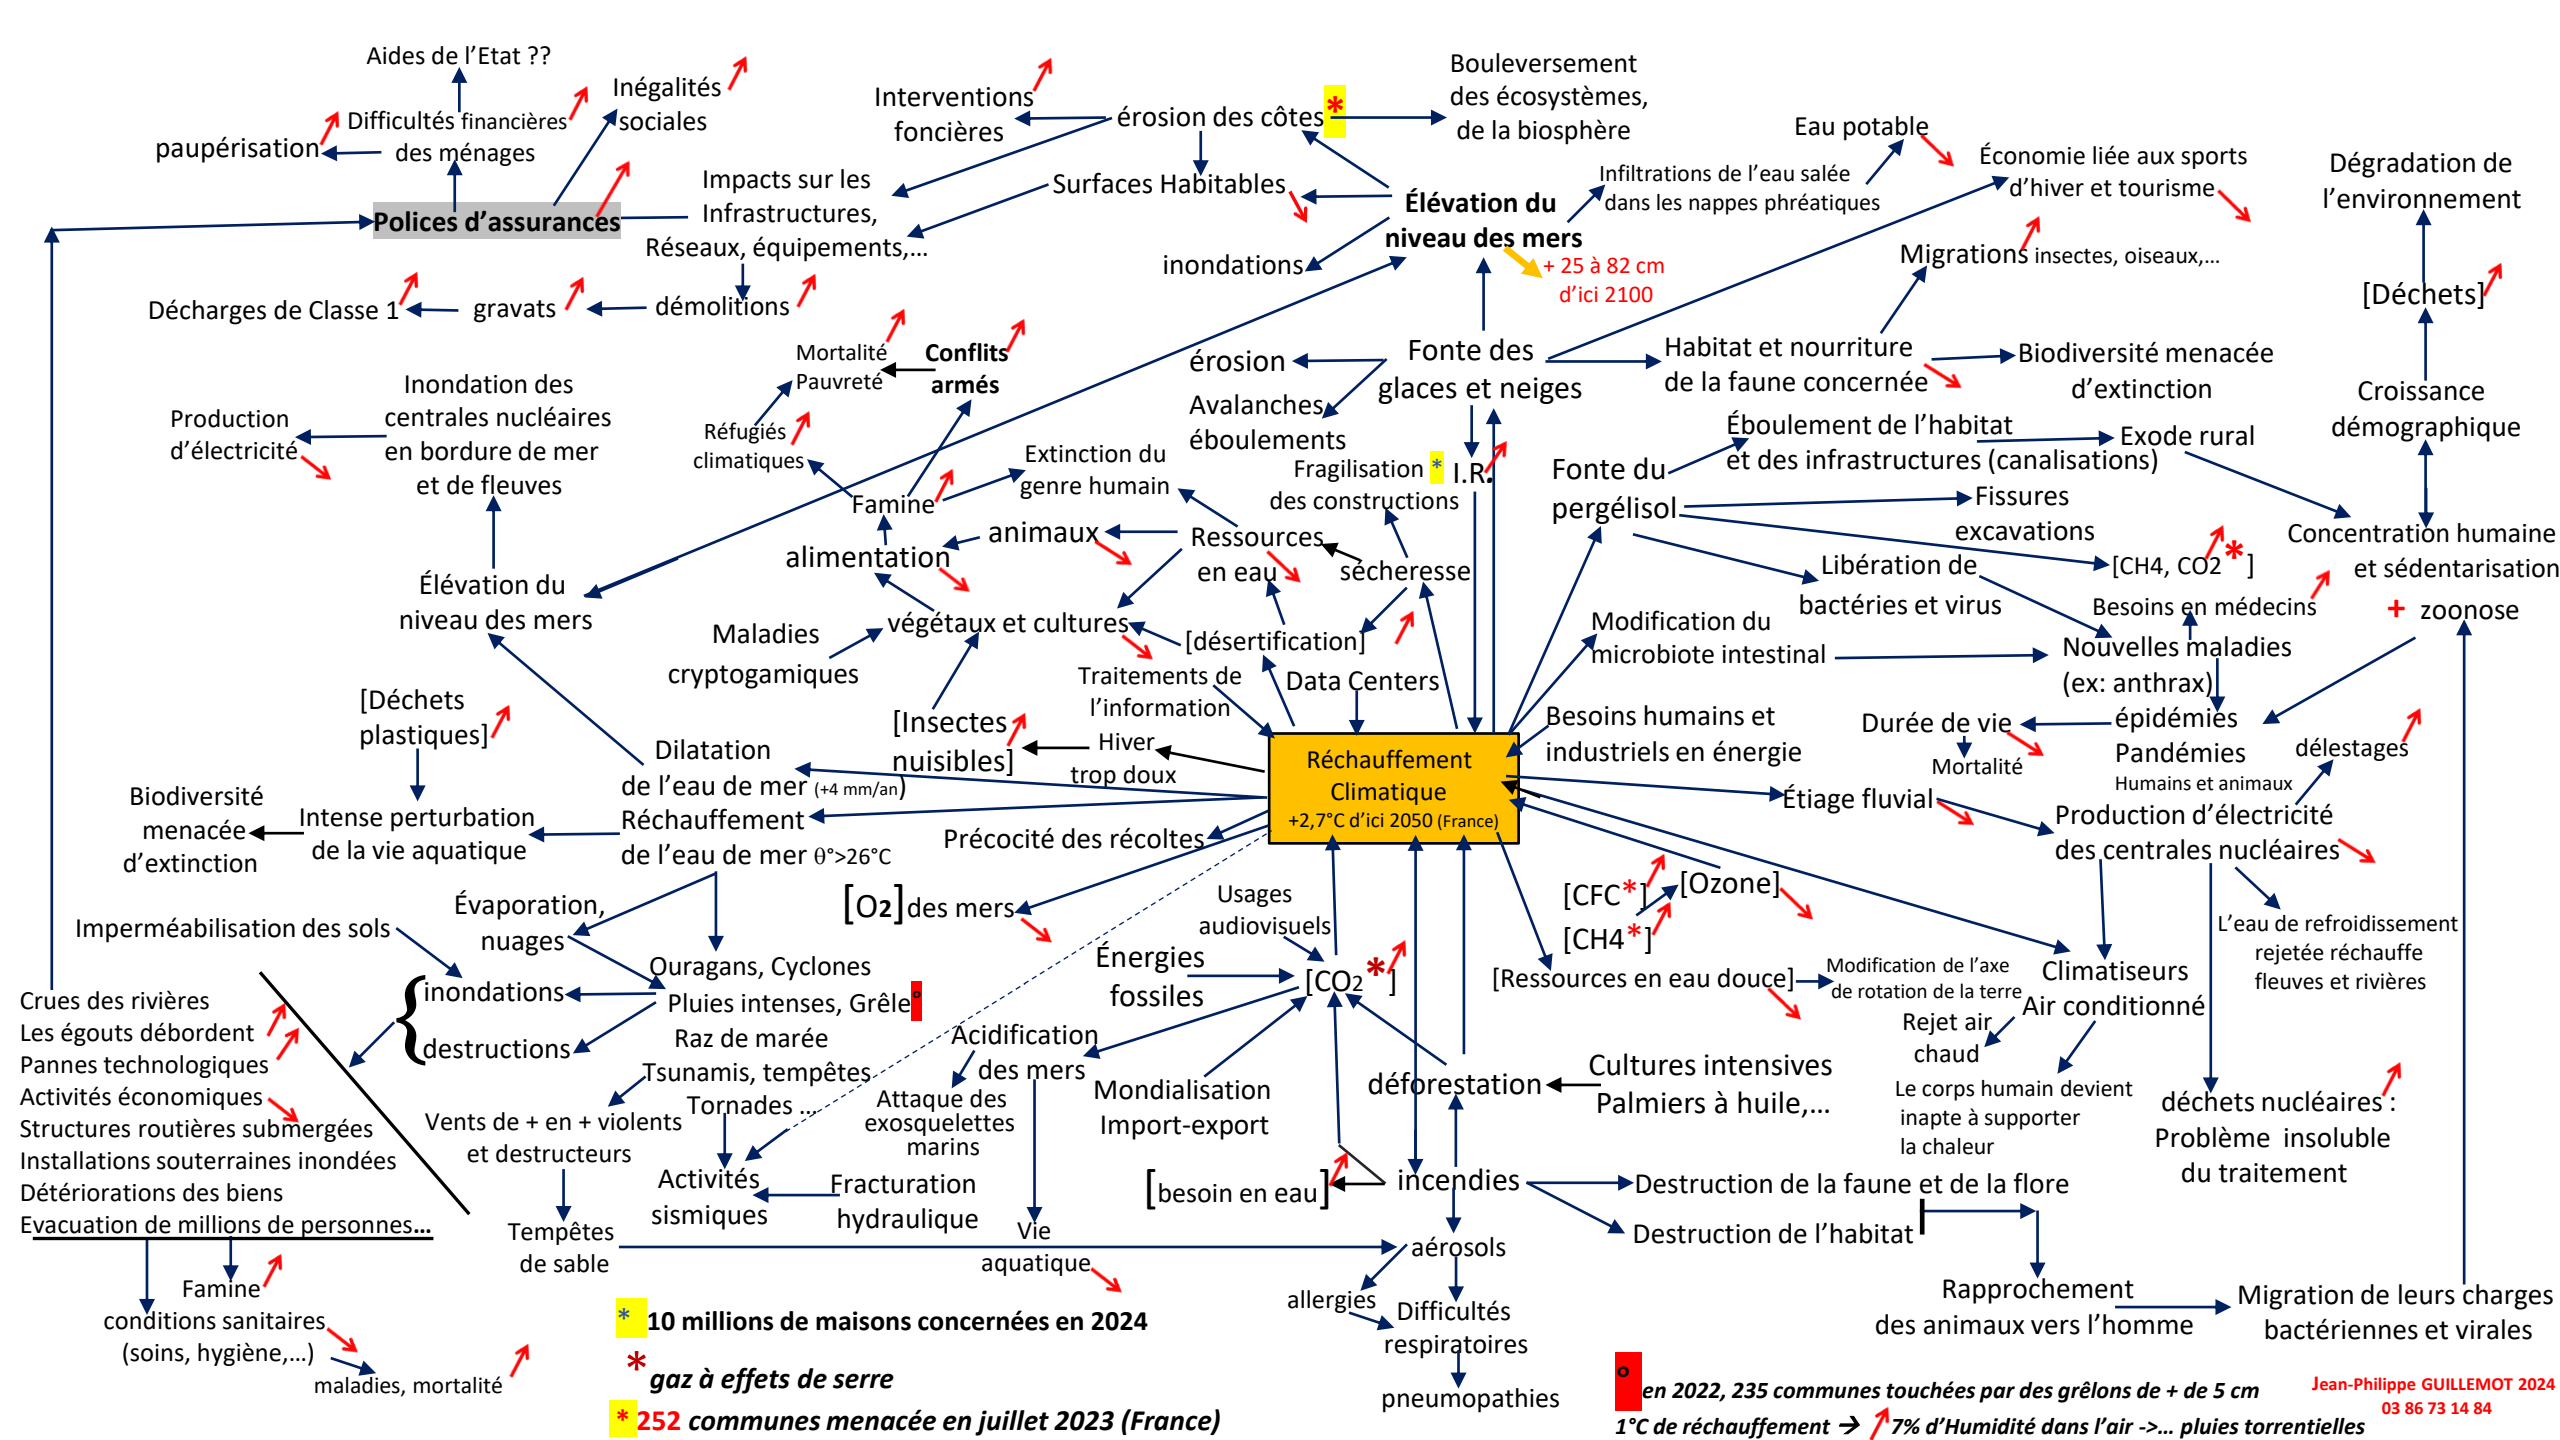 Aides de l'Etat ??
Inégalités
sociales
Difficultés financières
des ménages
paupérisation
Polices d'assurances
Impacts sur les
Infrastructures,
Réseaux, équipements,...
Interventions
foncières
érosion des côtes *
Bouleversement
des écosystèmes,
de la biosphère
Surfaces Habitables
inondations
Élévation du
niveau des mers
+ 25 à 82 cm
d'ici 2100
Infiltrations de l'eau salée
dans les nappes phréatiques
Eau potable
Économie liée aux sports
d'hiver et tourisme
Migrations insectes, oiseaux,...
Dégradation de
l'environnement
[Déchets]
Croissance
démographique
Décharges de Classe 1
gravats
démolitions
Mortalité
Pauvreté
Conflits
armés
Réfugiés
climatiques
Famine
Extinction du
genre humain
érosion
Avalanches
éboulements
Fonte des
glaces et neiges
Habitat et nourriture
de la faune concernée
Biodiversité menacée
d'extinction
Production
d'électricité
Inondation des
centrales nucléaires
en bordure de mer
et de fleuves
Fragilisation *
des constructions
I.R.
Fonte du
pergélisol
Éboulement de l'habitat
et des infrastructures (canalisations)
Exode rural
Fissures
excavations
[CH4, CO2 * ]
Concentration humaine
et sédentarisation
+ zoonose
alimentation
animaux
Ressources
en eau
sécheresse
Libération de
bactéries et virus
Besoins en médecins
Élévation du
niveau des mers
Maladies
cryptogamiques
végétaux et cultures
[désertification]
Modification du
microbiote intestinal
Nouvelles maladies
(ex: anthrax)
Traitements de
l'information
Data Centers
[Déchets
plastiques]
[Insectes
nuisibles]
Hiver
trop doux
Besoins humains et
industriels en énergie
Durée de vie
Mortalité
épidémies
Pandémies
Humains et animaux
délestages
Dilatation
de l'eau de mer (+4 mm/an)
Réchauffement
de l'eau de mer θ°>26°C
Réchauffement
Climatique
+2,7°C d'ici 2050 (France)
Étiage fluvial
Production d'électricité
des centrales nucléaires
Biodiversité
menacée
d'extinction
Intense perturbation
de la vie aquatique
Précocité des récoltes
[O2] des mers
Évaporation,
nuages
Imperméabilisation des sols
Usages
audiovisuels
[CFC*]
[CH4*]
[Ozone]
L'eau de refroidissement
rejetée réchauffe
fleuves et rivières
Ouragans, Cyclones
Pluies intenses, Grêle°
Raz de marée
Tsunamis, tempêtes
Tornades ...
{
inondations
destructions
Énergies
fossiles
[CO2 * ]
[Ressources en eau douce]
Modification de l'axe
de rotation de la terre
Climatiseurs
Air conditionné
Rejet air
chaud
Crues des rivières
Les égouts débordent
Pannes technologiques
Activités économiques
Structures routières submergées
Installations souterraines inondées
Détériorations des biens
Evacuation de millions de personnes...
Acidification
des mers
Attaque des
exosquelettes
marins
Mondialisation
Import-export
déforestation
Cultures intensives
Palmiers à huile,...
Le corps humain devient
inapte à supporter
la chaleur
déchets nucléaires :
Problème insoluble
du traitement
Vents de + en + violents
et destructeurs
Activités
sismiques
Fracturation
hydraulique
[besoin en eau]
incendies
Destruction de la faune et de la flore
Destruction de l'habitat
Tempêtes
de sable
Vie
aquatique
aérosols
allergies
Difficultés
respiratoires
pneumopathies
Rapprochement
des animaux vers l'homme
Migration de leurs charges
bactériennes et virales
Famine
conditions sanitaires
(soins, hygiène,...)
maladies, mortalité
* 10 millions de maisons concernées en 2024
* gaz à effets de serre
* 252 communes menacée en juillet 2023 (France)
° en 2022, 235 communes touchées par des grêlons de + de 5 cm
1°C de réchauffement → 7% d'Humidité dans l'air ->... pluies torrentielles
Jean-Philippe GUILLEMOT 2024
03 86 73 14 84